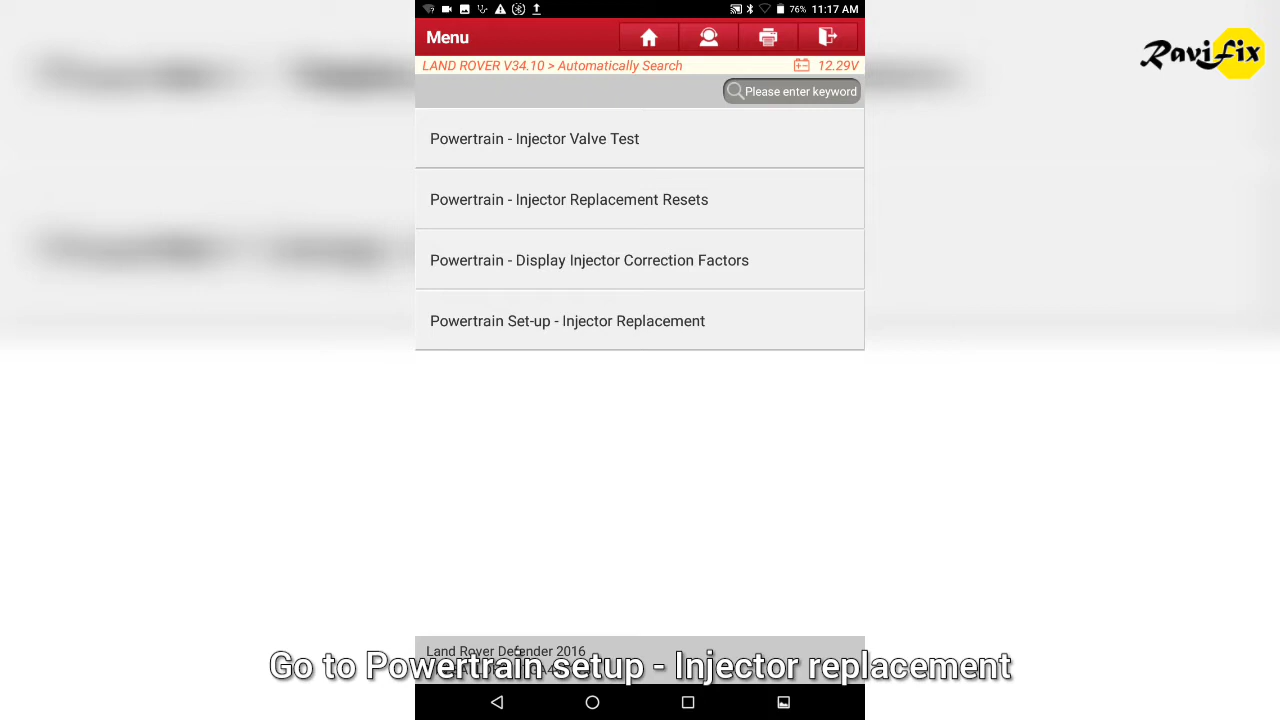 76% 11:17 AM
Menu
LAND ROVER V34.10 > Automatically Search 12.29V
Please enter keyword
Powertrain - Injector Valve Test
Powertrain - Injector Replacement Resets
Powertrain - Display Injector Correction Factors
Powertrain Set-up - Injector Replacement
Land Rover Defender 2016
Go to Powertrain setup - Injector replacement
RaviFix